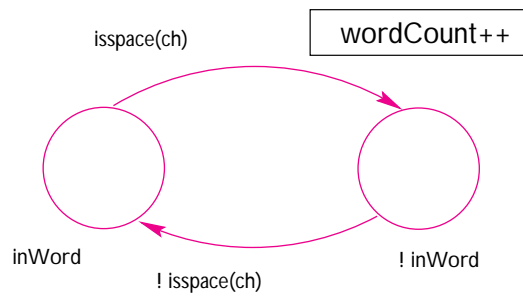 isspace(ch)
wordCount++
inWord
! inWord
! isspace(ch)